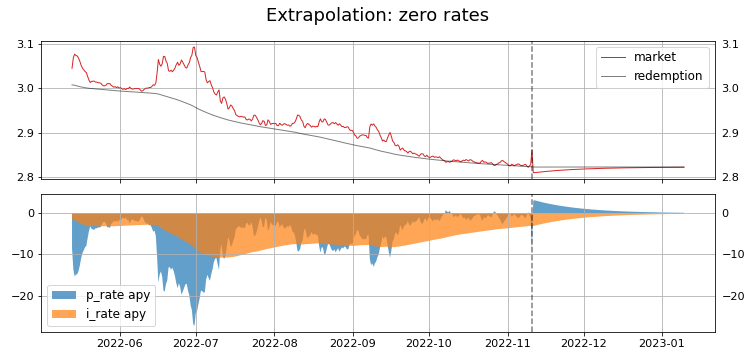 Extrapolation: zero rates
3.1
3.0
2.9
2.8
3.1
3.0
2.9
2.8
market
redemption
0
−10
−20
0
−10
−20
p_rate apy
i_rate apy
2022-06 2022-07 2022-08 2022-09 2022-10 2022-11 2022-12 2023-01